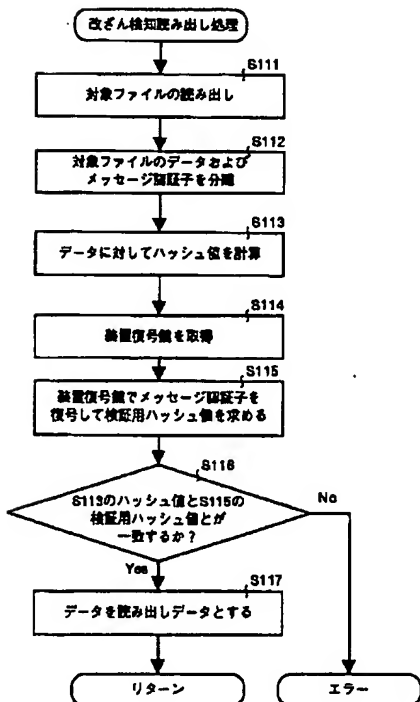 改ざん検知読み出し処理
S111
対象ファイルの読み出し
S112
対象ファイルのデータおよび
メッセージ認証子を分離
S113
データに対してハッシュ値を計算
S114
装置復号鍵を取得
S115
装置復号鍵でメッセージ認証子を
復号して検証用ハッシュ値を求める
S116
S113のハッシュ値とS115の
検証用ハッシュ値とが
一致するか？
No
Yes
S117
データを読み出しデータとする
リターン
エラー